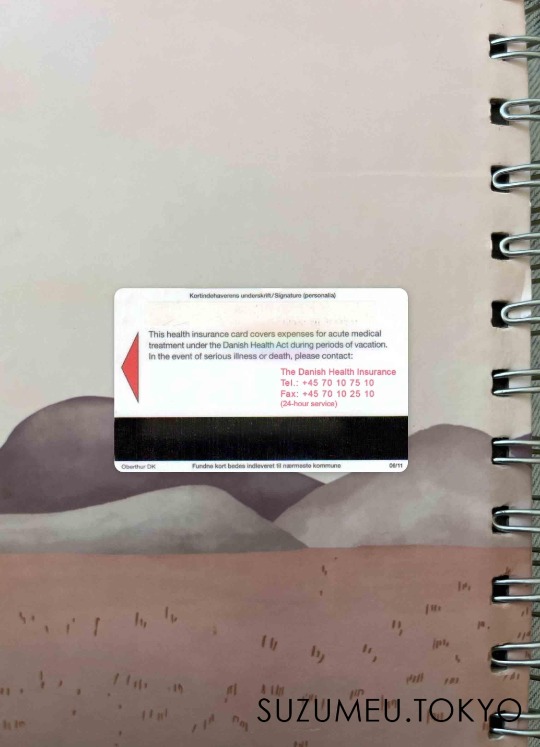 Kortindehaverens underskrift/Signature (personalia)
This health insurance card covers expenses for acute medical
treatment under the Danish Health Act during periods of vacation.
In the event of serious illness or death, please contact:
The Danish Health Insurance
Tel.: +45 70 10 75 10
Fax: +45 70 10 25 10
(24-hour service)
Oberthur DK Fundne kort bedes indleveret til nærmeste kommune 06/11
SUZUMEU.TOKYO